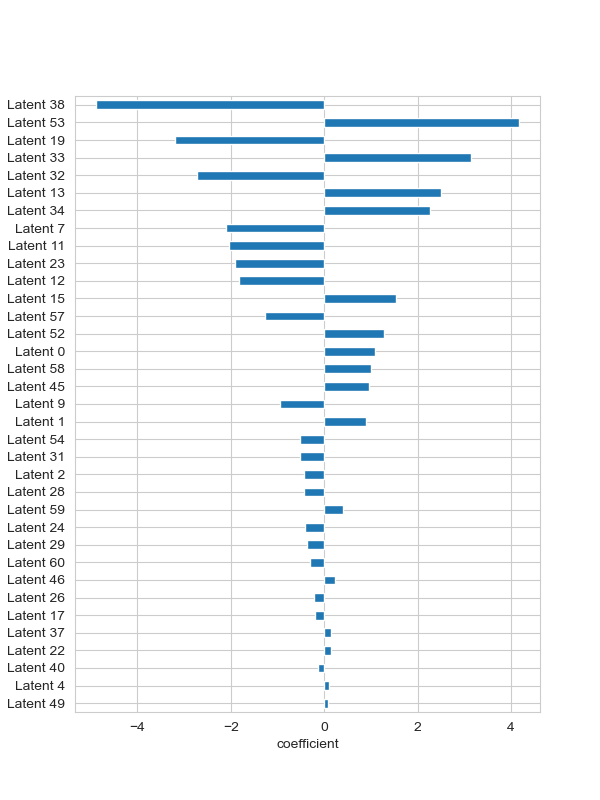 Latent 38
Latent 53
Latent 19
Latent 33
Latent 32
Latent 13
Latent 34
Latent 7
Latent 11
Latent 23
Latent 12
Latent 15
Latent 57
Latent 52
Latent 0
Latent 58
Latent 45
Latent 9
Latent 1
Latent 54
Latent 31
Latent 2
Latent 28
Latent 59
Latent 24
Latent 29
Latent 60
Latent 46
Latent 26
Latent 17
Latent 37
Latent 22
Latent 40
Latent 4
Latent 49
−4 −2 0 2 4
coefficient